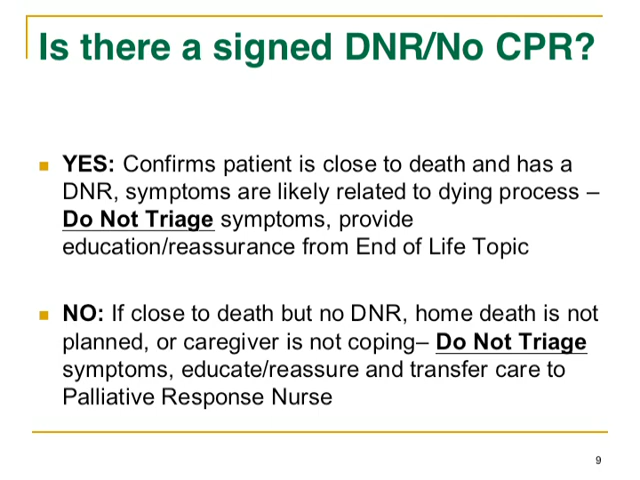 Is there a signed DNR/No CPR?
YES: Confirms patient is close to death and has a
DNR, symptoms are likely related to dying process –
Do Not Triage symptoms, provide
education/reassurance from End of Life Topic
NO: If close to death but no DNR, home death is not
planned, or caregiver is not coping– Do Not Triage
symptoms, educate/reassure and transfer care to
Palliative Response Nurse
9